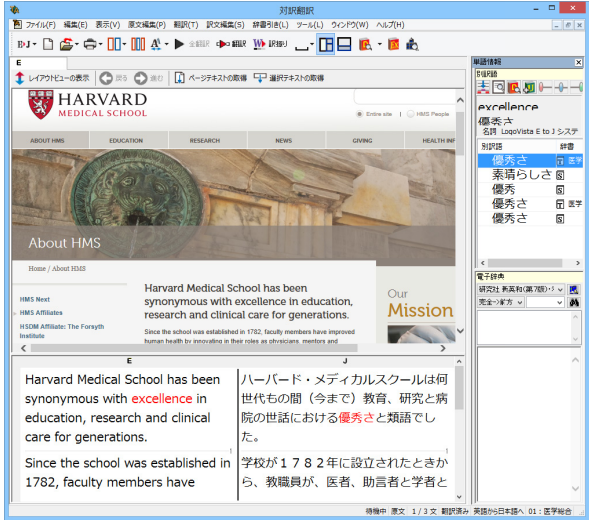 対訳翻訳
ファイル(F) 編集(E) 表示(V) 原文編集(P) 翻訳(T) 訳文編集(S) 辞書引き(L) ツール(L) ウィンドウ(W) ヘルプ(H)
全翻訳 翻訳 訳振り
E
レイアウトビューの表示 戻る 進む ページテキストの取得 選択テキストの取得
HARVARD
MEDICAL SCHOOL
Entire site | HMS People
ABOUT HMS EDUCATION RESEARCH NEWS GIVING HEALTH INF
About HMS
Home / About HMS
HMS Next
HMS Affiliates
HSDM Affiliate: The Forsyth
Institute
Harvard Medical School has been
synonymous with excellence in education,
research and clinical care for generations.
Since the school was established in 1782, faculty members have improved
human health by innovating in their roles as physicians, mentors and
Our
Mission
E J
Harvard Medical School has been
synonymous with excellence in
education, research and clinical
care for generations.
Since the school was established in
1782, faculty members have
ハーバード・メディカルスクールは何
世代もの間（今まで）教育、研究と病
院の世話における優秀さと類語でし
た。
学校が１７８２年に設立されたときか
ら、教職員が、医者、助言者と学者と
単語情報
別訳語
excellence
優秀さ
名詞 LogoVista E to J システ
別訳語 辞書
優秀さ 医学
素晴らしさ
優秀
優秀さ 医学
優秀さ
電子辞典
研究社 新英和(第7版)・
完全->前方
待機中 原文 1 / 3 文 翻訳済み 英語から日本語へ 01：医学総合